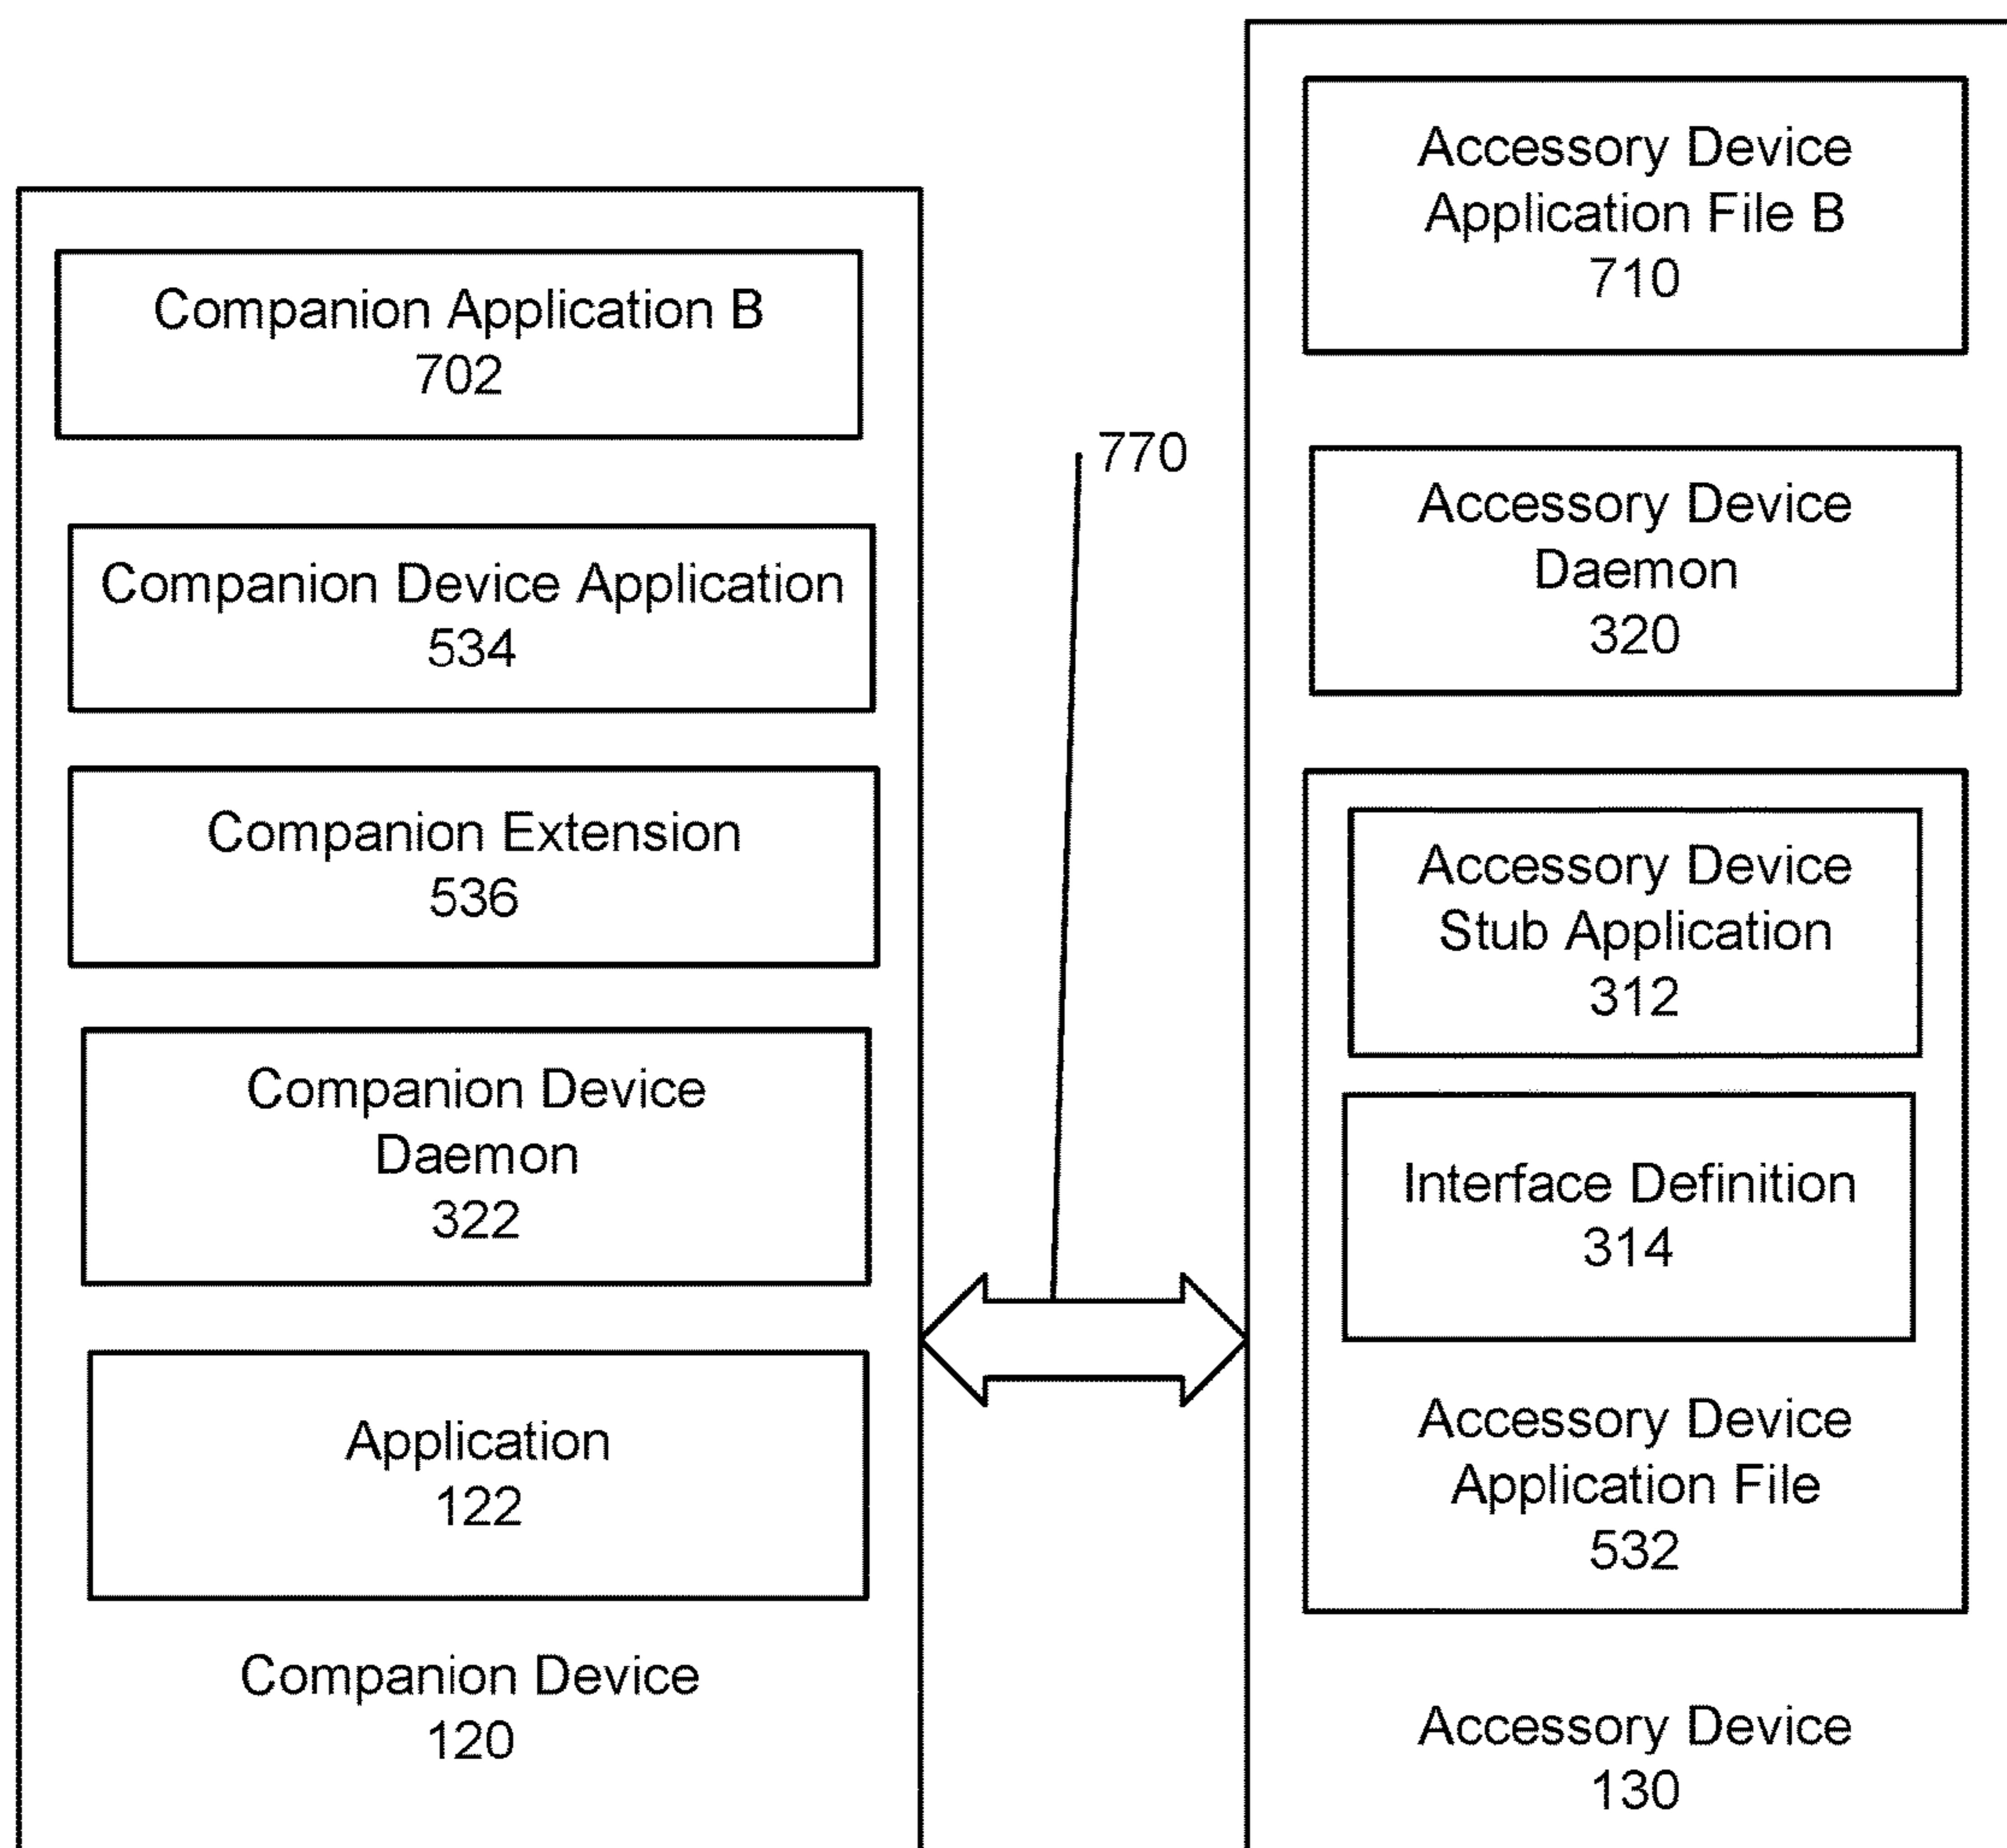 Companion Application B
702
Companion Device Application
534
Companion Extension
536
Companion Device
Daemon
322
Application
122
Companion Device
120
770
Accessory Device
Application File B
710
Accessory Device
Daemon
320
Accessory Device
Stub Application
312
Interface Definition
314
Accessory Device
Application File
532
Accessory Device
130